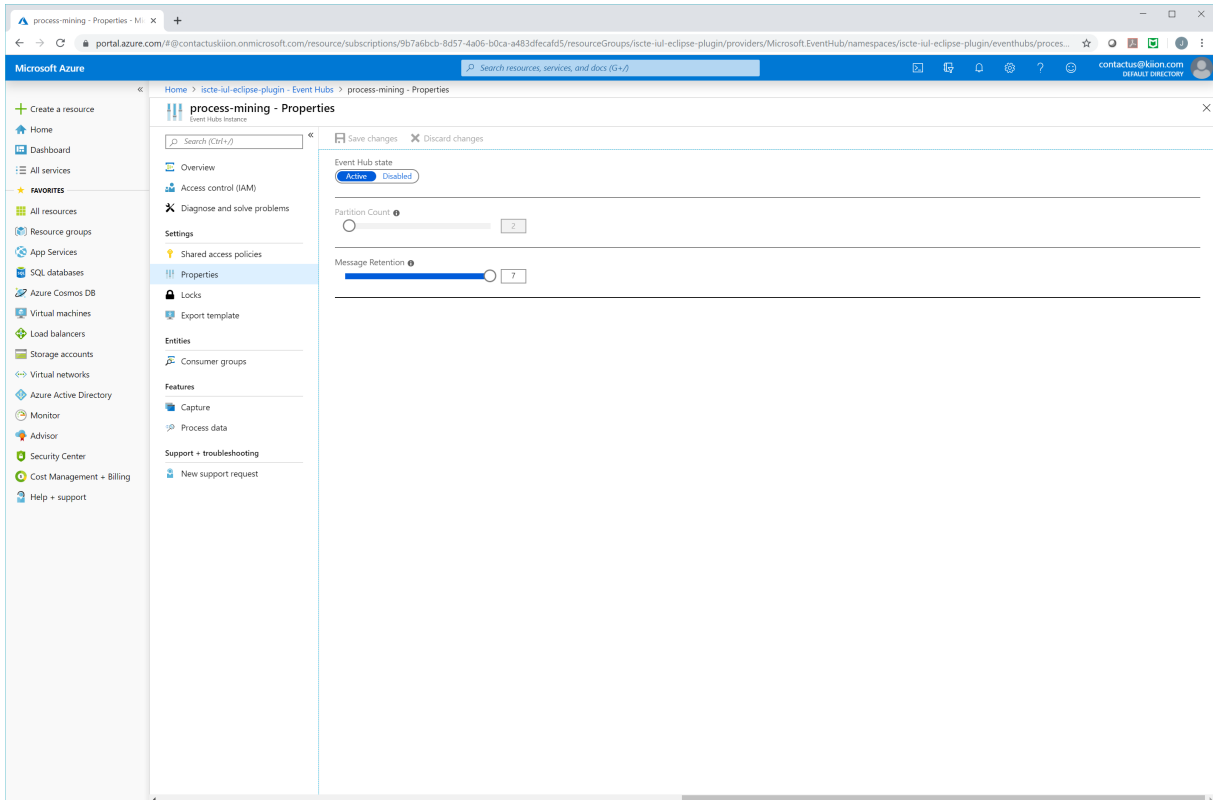 process-mining - Properties - Mic
portal.azure.com/#@contactuskiion.onmicrosoft.com/resource/subscriptions/9b7a6bcb-8d57-4a06-b0ca-a483dfecafd5/resourceGroups/iscte-iul-eclipse-plugin/providers/Microsoft.EventHub/namespaces/iscte-iul-eclipse-plugin/eventhubs/proces...
J
Microsoft Azure
Search resources, services, and docs (G+/)
contactus@kiion.com
DEFAULT DIRECTORY
Create a resource
Home
Dashboard
All services
FAVORITES
All resources
Resource groups
App Services
SQL databases
Azure Cosmos DB
Virtual machines
Load balancers
Storage accounts
Virtual networks
Azure Active Directory
Monitor
Advisor
Security Center
Cost Management + Billing
Help + support
Home > iscte-iul-eclipse-plugin - Event Hubs > process-mining - Properties
process-mining - Properties
Event Hubs Instance
Search (Ctrl+/)
Overview
Access control (IAM)
Diagnose and solve problems
Settings
Shared access policies
Properties
Locks
Export template
Entities
Consumer groups
Features
Capture
Process data
Support + troubleshooting
New support request
Save changes Discard changes
Event Hub state
Active Disabled
Partition Count
2
Message Retention
7